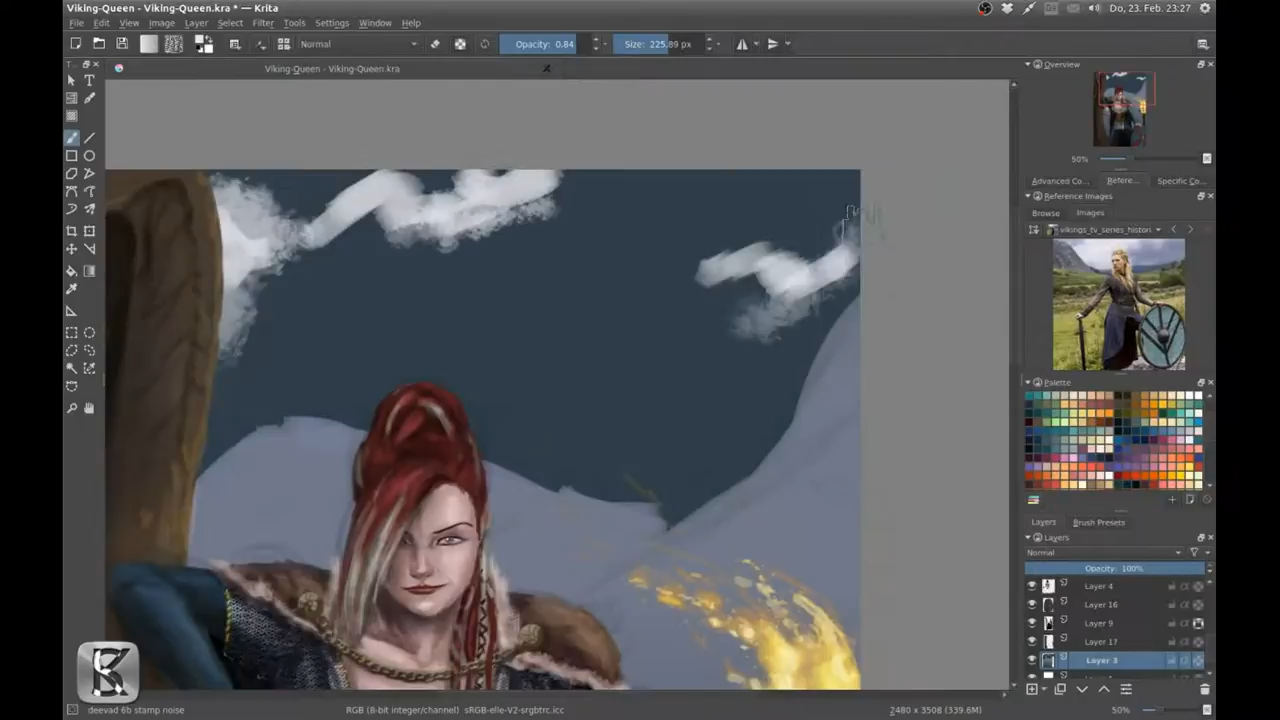 Viking-Queen - Viking-Queen.kra * — Krita
Do, 23. Feb. 23:27
File Edit View Image Layer Select Filter Tools Settings Window Help
Normal
Opacity: 0.84
Size: 225.89 px
Viking-Queen - Viking-Queen.kra
Overview
50%
Advanced Co... Refere... Specific Co...
Reference Images
Browse Images
vikings_tv_series_histori
Palette
Layers Brush Presets
Layers
Normal
Opacity: 100%
Layer 4
Layer 16
Layer 9
Layer 17
Layer 3
K
deevad 6b stamp noise
RGB (8-bit integer/channel) sRGB-elle-V2-srgbtrc.icc
2480 x 3508 (339.6M)
50%